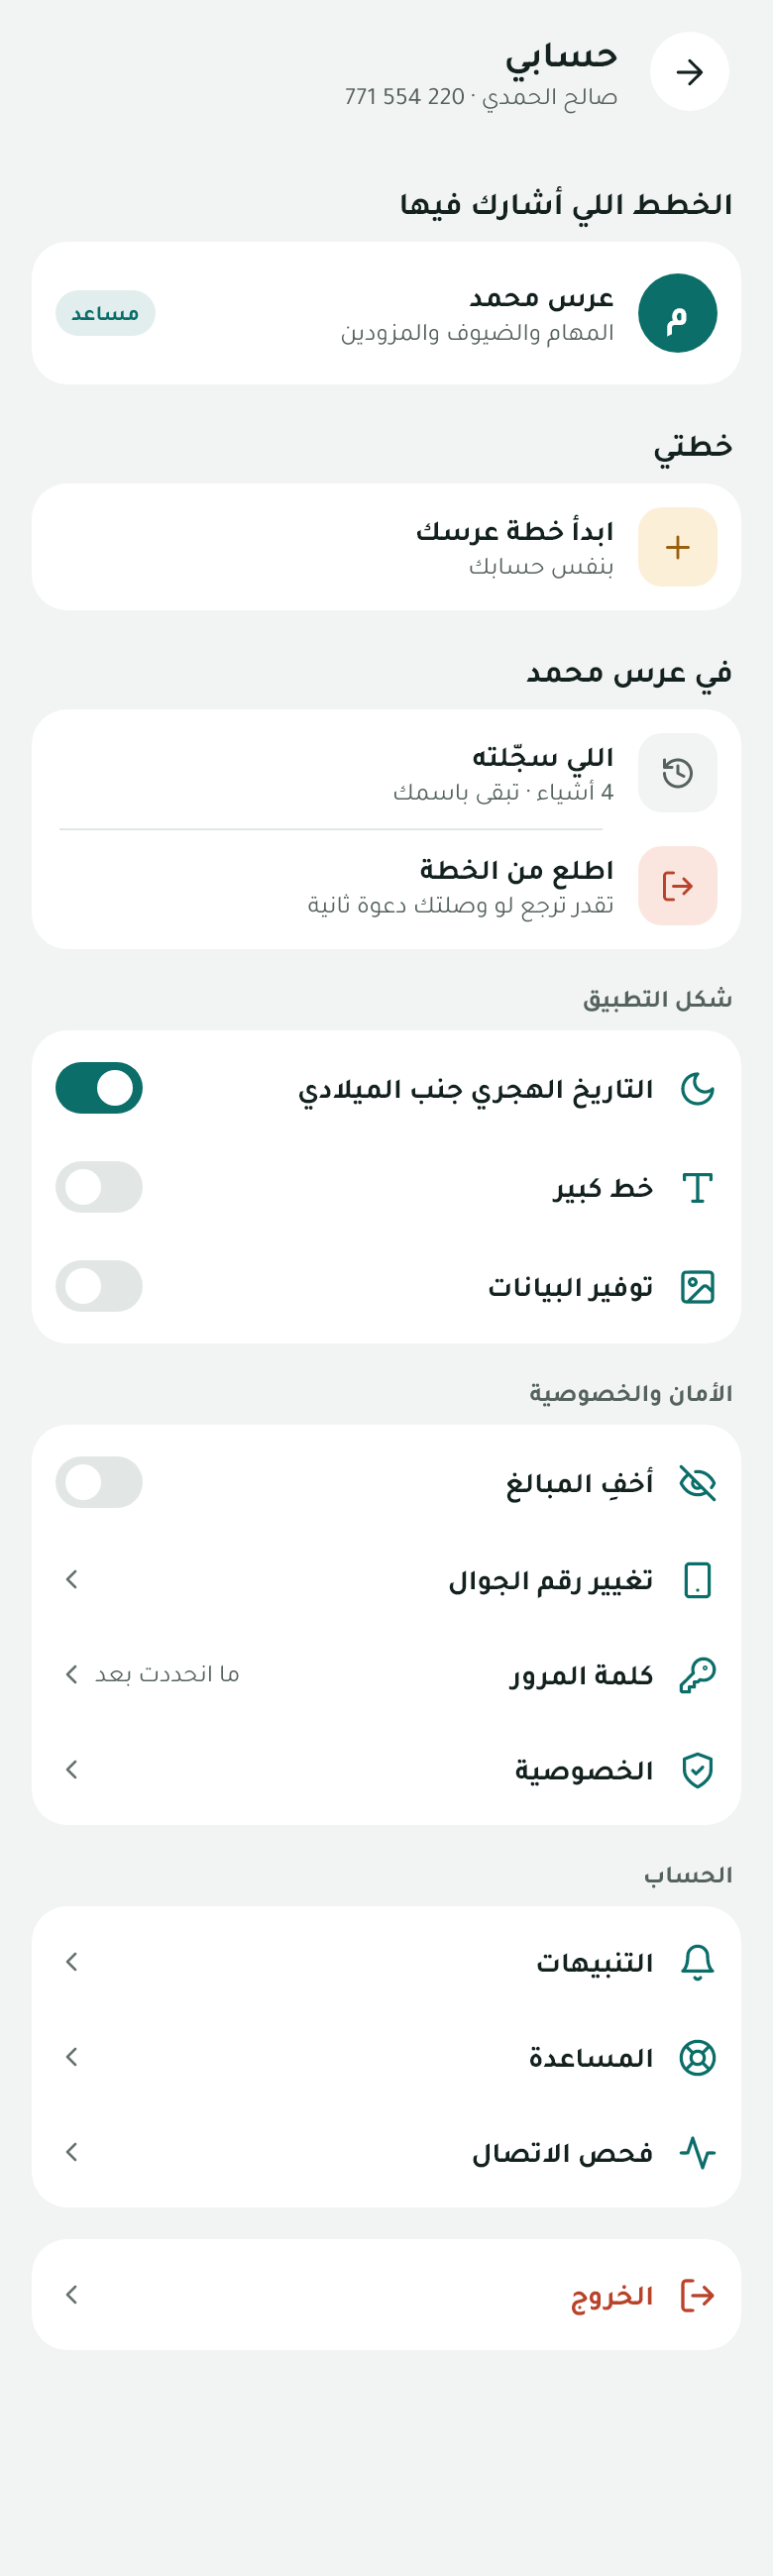 حسابي
صالح الحمدي · 220 554 771
الخطط اللي أشارك فيها
م
عرس محمد
المهام والضيوف والمزودين
مساعد
خطتي
ابدأ خطة عرسك
بنفس حسابك
في عرس محمد
اللي سجّلته
4 أشياء · تبقى باسمك
اطلع من الخطة
تقدر ترجع لو وصلتك دعوة ثانية
شكل التطبيق
التاريخ الهجري جنب الميلادي
خط كبير
توفير البيانات
الأمان والخصوصية
أخفِ المبالغ
تغيير رقم الجوال
كلمة المرور
ما انحددت بعد
الخصوصية
الحساب
التنبيهات
المساعدة
فحص الاتصال
الخروج